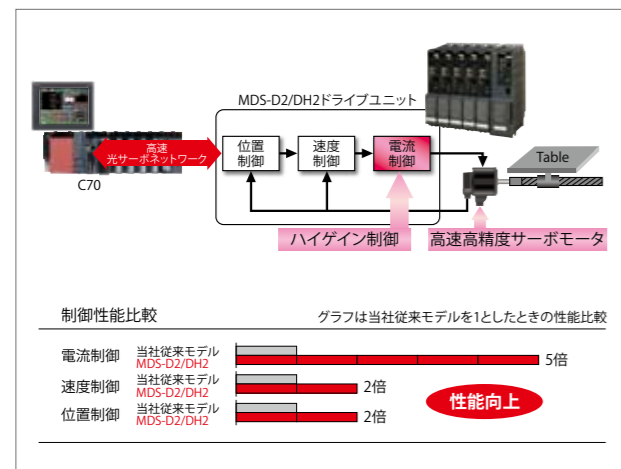 MDS-D2/DH2ドライブユニット
高速
光サーボネットワーク
C70
位置
制御
速度
制御
電流
制御
Table
ハイゲイン制御
高速高精度サーボモータ
制御性能比較
グラフは当社従来モデルを1としたときの性能比較
電流制御
当社従来モデル
MDS-D2/DH2
5倍
速度制御
当社従来モデル
MDS-D2/DH2
2倍
位置制御
当社従来モデル
MDS-D2/DH2
2倍
性能向上